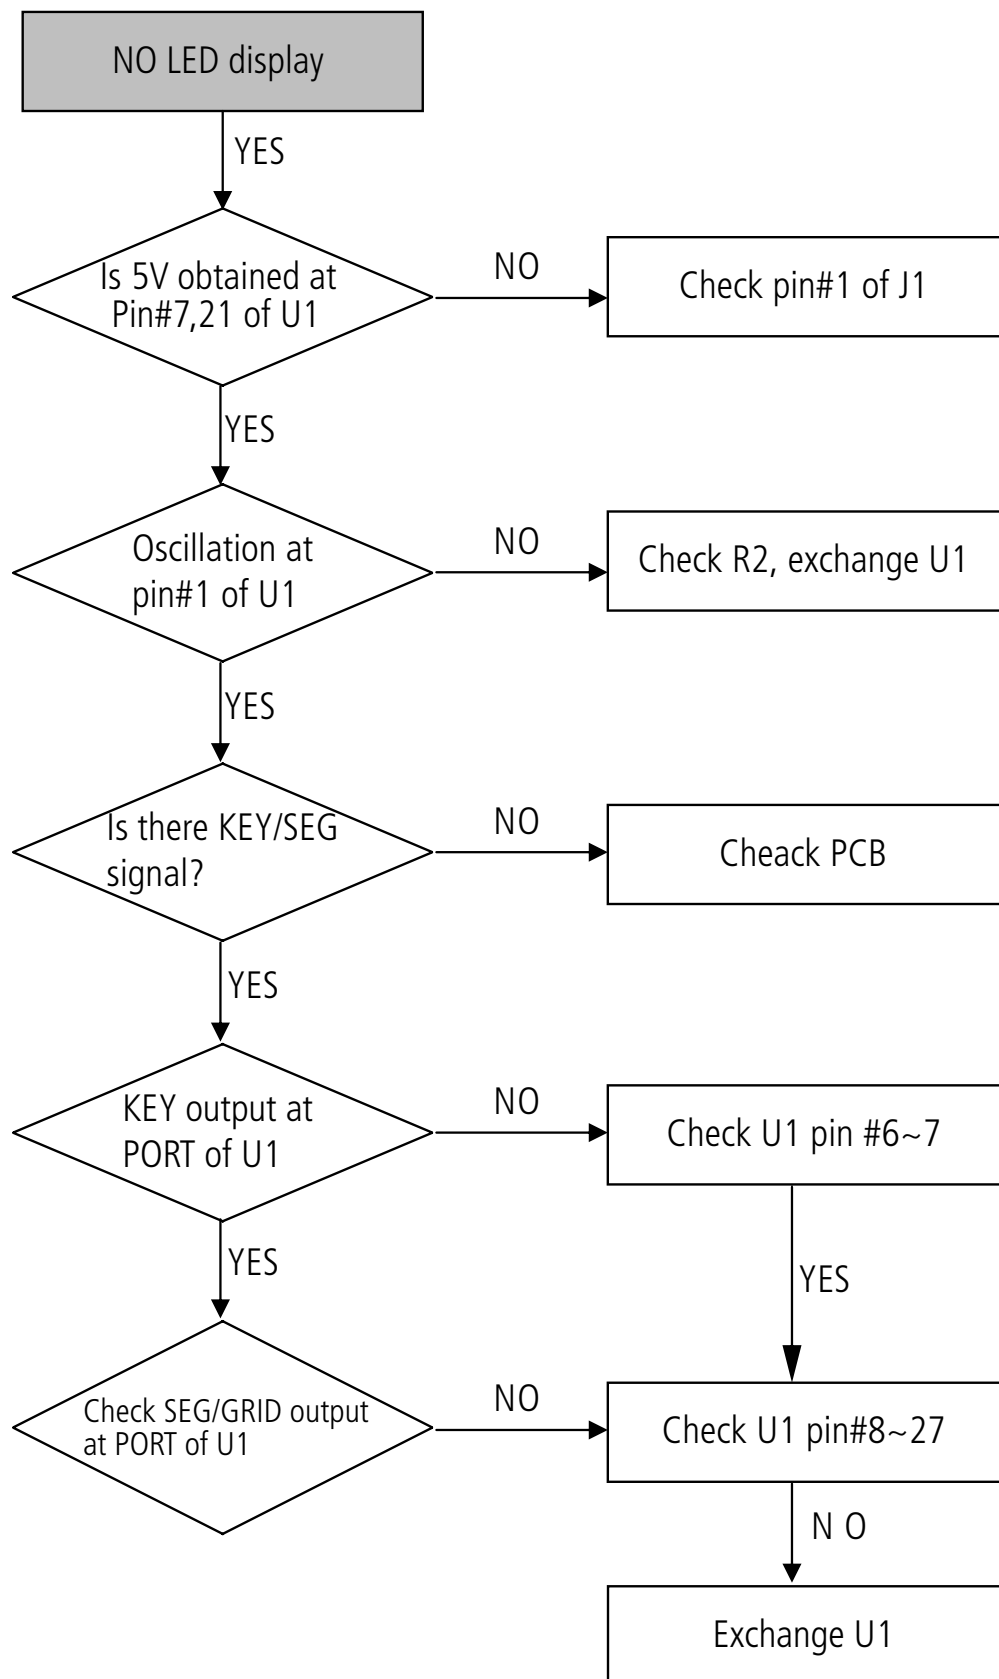 NO LED display
YES
Is 5V obtained at
Pin#7,21 of U1
NO
Check pin#1 of J1
YES
Oscillation at
pin#1 of U1
NO
Check R2, exchange U1
YES
Is there KEY/SEG
signal?
NO
Cheack PCB
YES
KEY output at
PORT of U1
NO
Check U1 pin #6~7
YES
YES
Check SEG/GRID output
at PORT of U1
NO
Check U1 pin#8~27
N O
Exchange U1